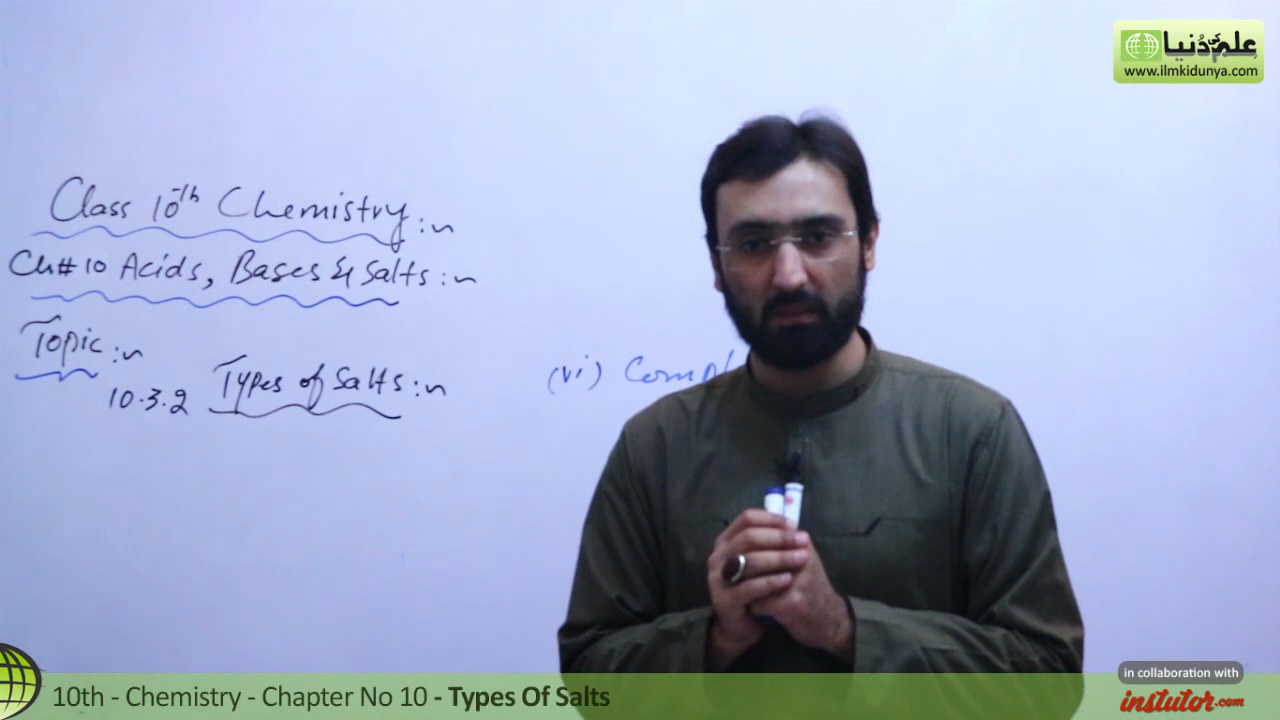 علم کی دُنیا
www.ilmkidunya.com
Class 10th Chemistry:~
Ch# 10 Acids, Bases & Salts:~
Topic:~
10.3.2 Types of Salts:~
(vi) Compl
10th - Chemistry - Chapter No 10 - Types Of Salts
in collaboration with
instutor.com